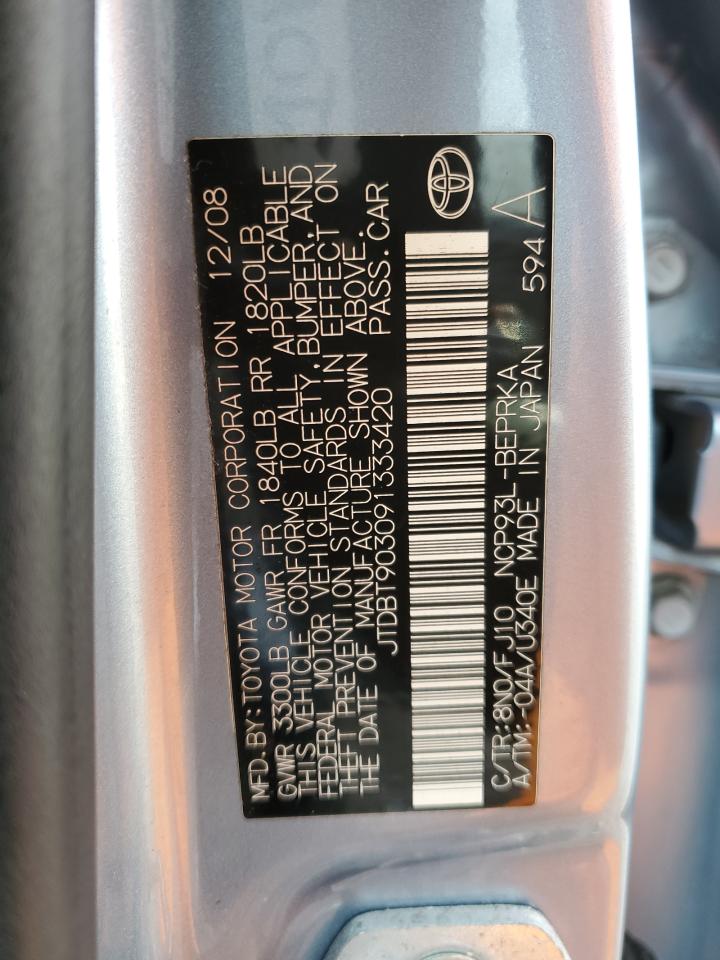 MFD.BY:TOYOTA MOTOR CORPORATION 12/08
GVWR 3300LB GAWR FR 1840LB RR 1820LB
THIS VEHICLE CONFORMS TO ALL APPLICABLE
FEDERAL MOTOR VEHICLE SAFETY,BUMPER,AND
THEFT PREVENTION STANDARDS IN EFFECT ON
THE DATE OF MANUFACTURE SHOWN ABOVE.
JTDBT903091333420 PASS.CAR
C/TR:8N0/FJ10 NCP93L-BEPRKA
A/TM:-04A/U340E MADE IN JAPAN 594 A